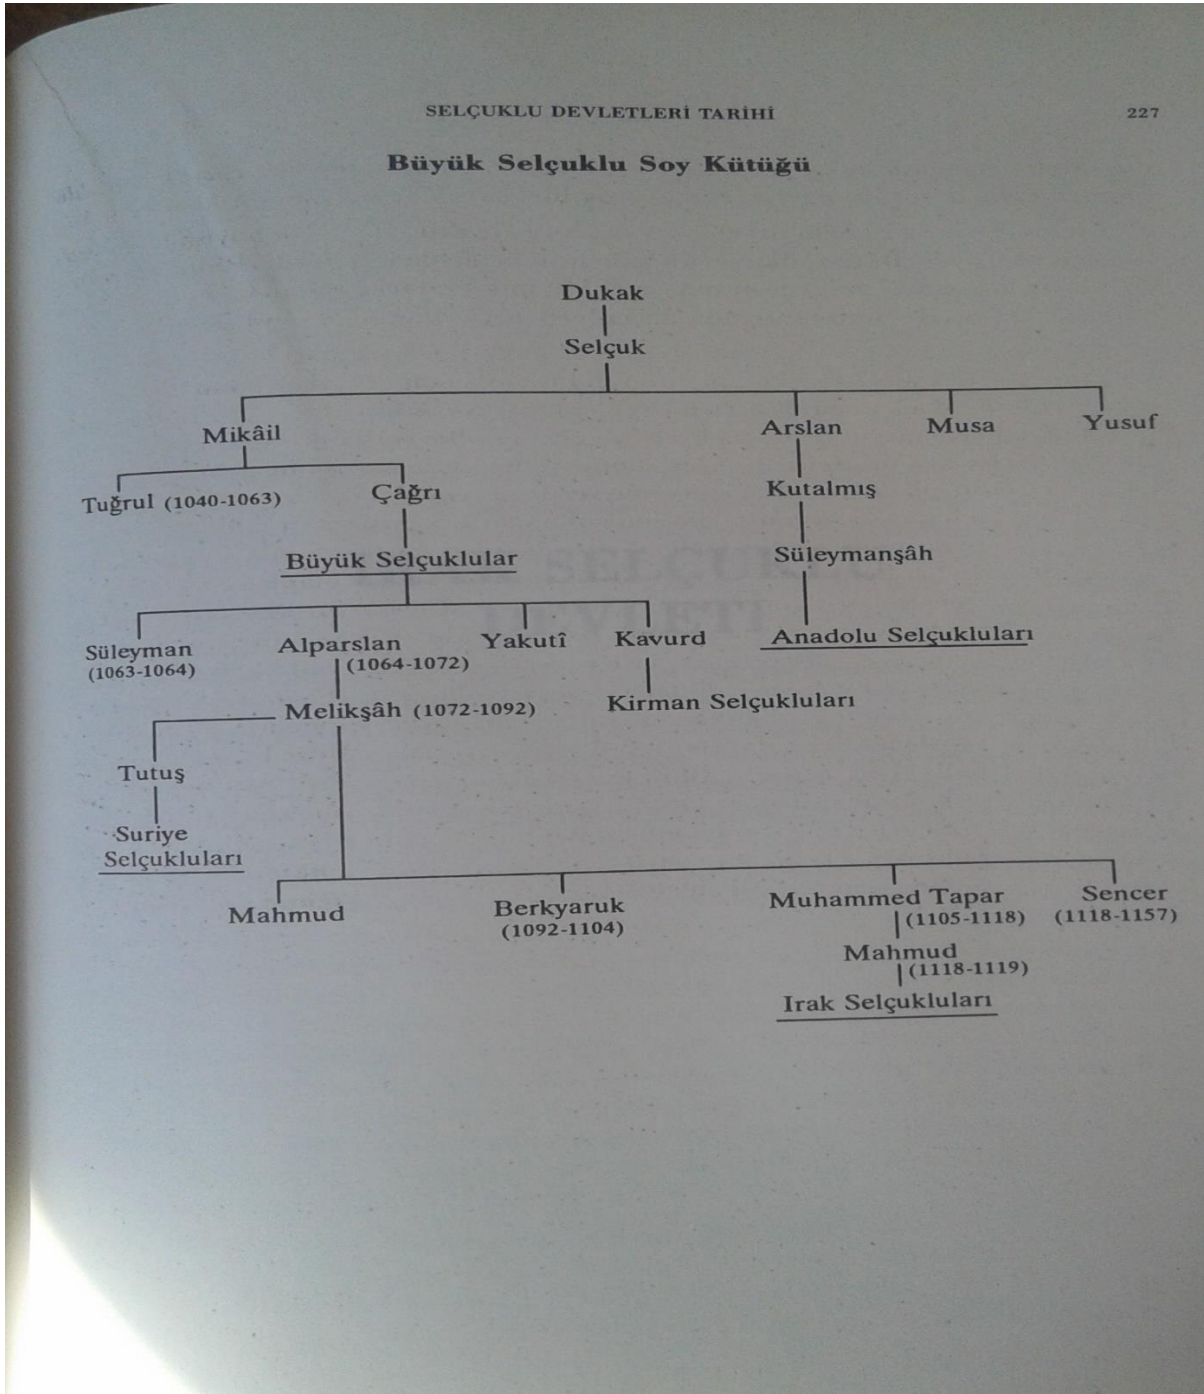 SELÇUKLU DEVLETLERİ TARİHİ 227
Büyük Selçuklu Soy Kütüğü
Dukak
Selçuk
Mikâil Arslan Musa Yusuf
Tuğrul (1040-1063) Çağrı Kutalmış
Büyük Selçuklular Süleymanşâh
Süleyman Alparslan Yakutî Kavurd Anadolu Selçukluları
(1063-1064) (1064-1072)
Melikşâh (1072-1092) Kirman Selçukluları
Tutuş
Suriye
Selçukluları
Mahmud Berkyaruk Muhammed Tapar Sencer
(1092-1104) (1105-1118) (1118-1157)
Mahmud
(1118-1119)
Irak Selçukluları